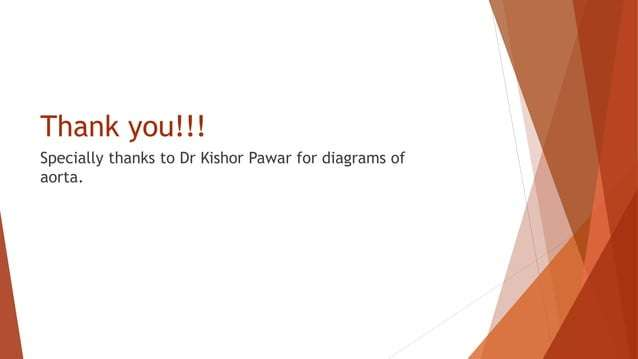 Thank you!!!
Specially thanks to Dr Kishor Pawar for diagrams of
aorta.